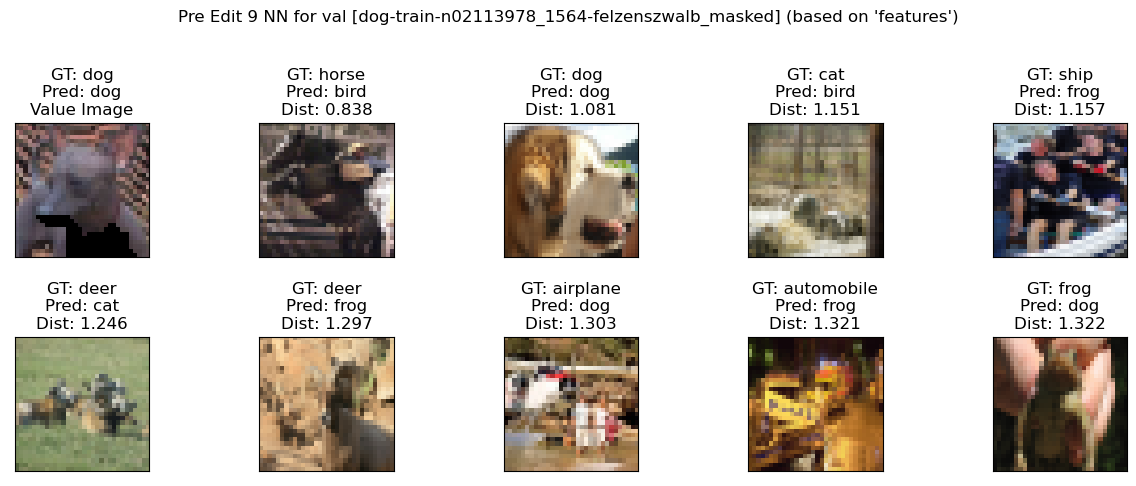 Pre Edit 9 NN for val [dog-train-n02113978_1564-felzenszwalb_masked] (based on 'features')
GT: dog
Pred: dog
Value Image
GT: horse
Pred: bird
Dist: 0.838
GT: dog
Pred: dog
Dist: 1.081
GT: cat
Pred: bird
Dist: 1.151
GT: ship
Pred: frog
Dist: 1.157
GT: deer
Pred: cat
Dist: 1.246
GT: deer
Pred: frog
Dist: 1.297
GT: airplane
Pred: dog
Dist: 1.303
GT: automobile
Pred: frog
Dist: 1.321
GT: frog
Pred: dog
Dist: 1.322